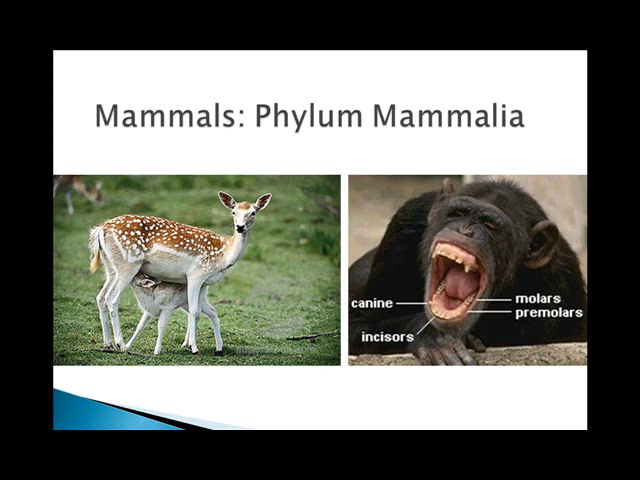 Mammals: Phylum Mammalia
canine
molars
premolars
incisors